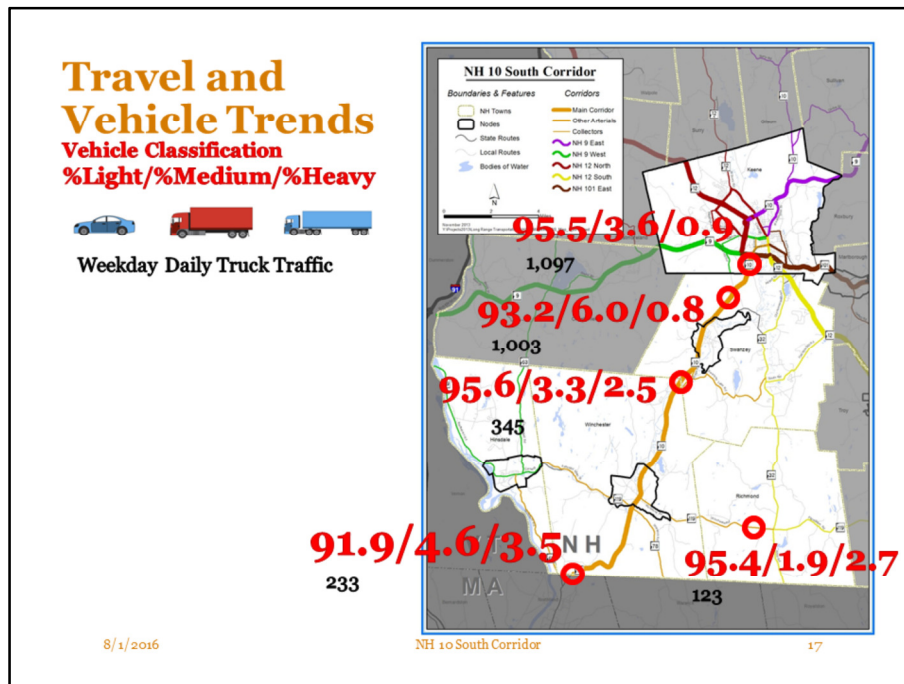 Travel and
Vehicle Trends
Vehicle Classification
%Light/%Medium/%Heavy
Weekday Daily Truck Traffic
NH 10 South Corridor
Boundaries & Features
NH Towns
Nodes
State Routes
Local Routes
Bodies of Water
Corridors
Main Corridor
Other Arterials
Collectors
NH 9 East
NH 9 West
NH 12 North
NH 12 South
NH 101 East
N
Keene
Surry
Roxbury
Marlborough
95.5/3.6/0.9
1,097
93.2/6.0/0.8
1,003
Swanzey
95.6/3.3/2.5
345
Hinsdale
Winchester
Troy
Richmond
91.9/4.6/3.5
NH
95.4/1.9/2.7
233
MA
123
8/1/2016
NH 10 South Corridor
17